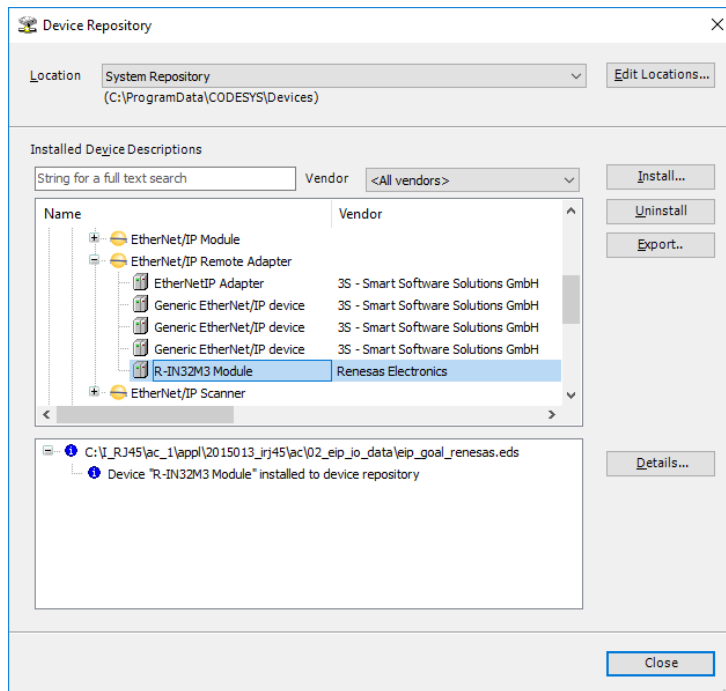 Device Repository
Location System Repository Edit Locations...
(C:\ProgramData\CODESYS\Devices)
Installed Device Descriptions
String for a full text search Vendor <All vendors> Install...
Name Vendor Uninstall
EtherNet/IP Module Export..
EtherNet/IP Remote Adapter
EtherNetIP Adapter 3S - Smart Software Solutions GmbH
Generic EtherNet/IP device 3S - Smart Software Solutions GmbH
Generic EtherNet/IP device 3S - Smart Software Solutions GmbH
Generic EtherNet/IP device 3S - Smart Software Solutions GmbH
R-IN32M3 Module Renesas Electronics
EtherNet/IP Scanner
C:\I_RJ45\ac_1\appl\2015013_irj45\ac\02_eip_io_data\eip_goal_renesas.eds Details...
Device "R-IN32M3 Module" installed to device repository
Close